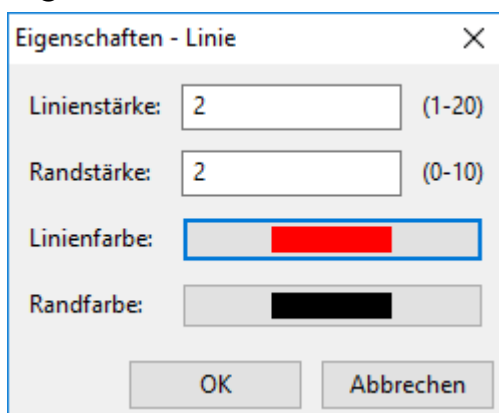 Eigenschaften - Linie
Linienstärke: 2 (1-20)
Randstärke: 2 (0-10)
Linienfarbe:
Randfarbe:
OK Abbrechen